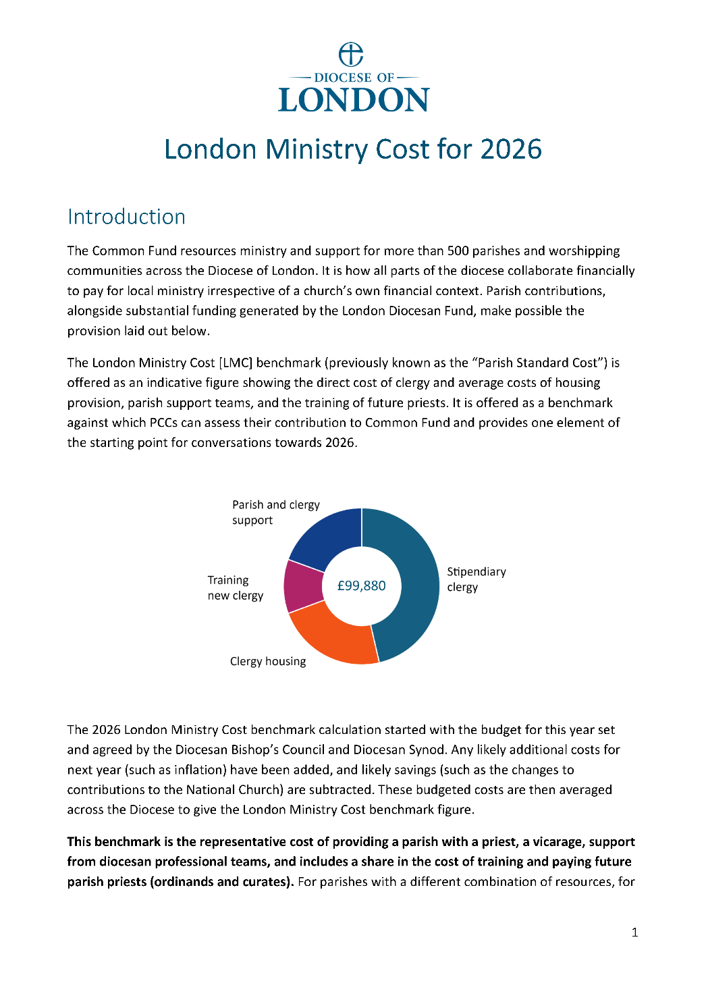 DIOCESE OF
LONDON
London Ministry Cost for 2026
Introduction
The Common Fund resources ministry and support for more than 500 parishes and worshipping
communities across the Diocese of London. It is how all parts of the diocese collaborate financially
to pay for local ministry irrespective of a church’s own financial context. Parish contributions,
alongside substantial funding generated by the London Diocesan Fund, make possible the
provision laid out below.
The London Ministry Cost [LMC] benchmark (previously known as the “Parish Standard Cost”) is
offered as an indicative figure showing the direct cost of clergy and average costs of housing
provision, parish support teams, and the training of future priests. It is offered as a benchmark
against which PCCs can assess their contribution to Common Fund and provides one element of
the starting point for conversations towards 2026.
Parish and clergy
support
Stipendiary
clergy
Training
new clergy
£99,880
Clergy housing
The 2026 London Ministry Cost benchmark calculation started with the budget for this year set
and agreed by the Diocesan Bishop’s Council and Diocesan Synod. Any likely additional costs for
next year (such as inflation) have been added, and likely savings (such as the changes to
contributions to the National Church) are subtracted. These budgeted costs are then averaged
across the Diocese to give the London Ministry Cost benchmark figure.
This benchmark is the representative cost of providing a parish with a priest, a vicarage, support
from diocesan professional teams, and includes a share in the cost of training and paying future
parish priests (ordinands and curates). For parishes with a different combination of resources, for
1